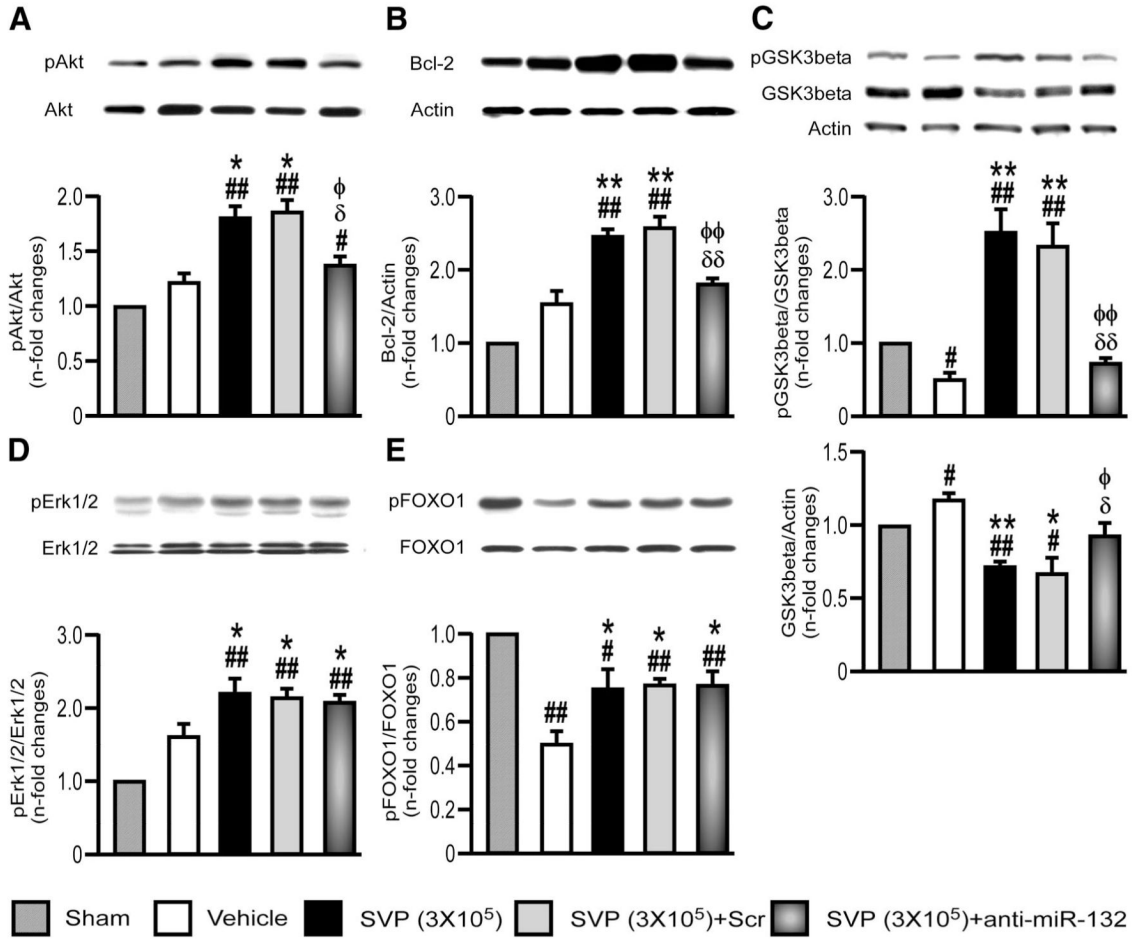 A
pAkt
Akt
*
##
*
##
ϕ
δ
#
2.0
1.5
1.0
0.5
0
pAkt/Akt
(n-fold changes)
B
Bcl-2
Actin
**
##
**
##
ϕϕ
δδ
3.0
2.0
1.0
0
Bcl-2/Actin
(n-fold changes)
C
pGSK3beta
GSK3beta
Actin
**
##
**
##
#
ϕϕ
δδ
3.0
2.0
1.0
0
pGSK3beta/GSK3beta
(n-fold changes)
#
**
##
*
#
ϕ
δ
1.5
1.0
0.5
0
GSK3beta/Actin
(n-fold changes)
D
pErk1/2
Erk1/2
*
##
*
##
*
##
3.0
2.0
1.0
0
pErk1/2/Erk1/2
(n-fold changes)
E
pFOXO1
FOXO1
##
*
#
*
##
*
##
1.0
0.8
0.6
0.4
0.2
0
pFOXO1/FOXO1
(n-fold changes)
Sham Vehicle SVP (3X10⁵) SVP (3X10⁵)+Scr SVP (3X10⁵)+anti-miR-132